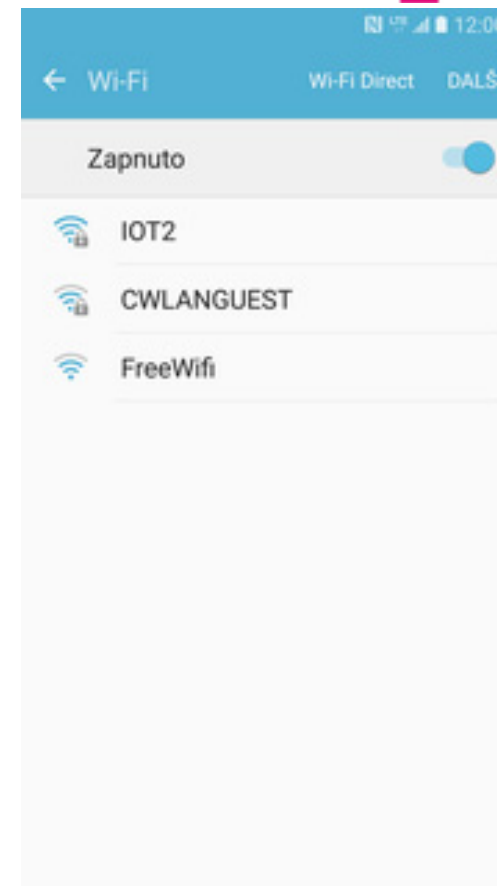 12:00
Wi-Fi Wi-Fi Direct DALŠ
Zapnuto
IOT2
CWLANGUEST
FreeWifi